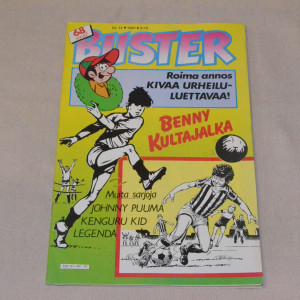 68
BUSTER
Roima annos
KIVAA URHEILU-
LUETTAVAA!
BENNY
KULTAJALKA
Muita sarjoja
JOHNNY PUUMA
KENGURU KID
LEGENDA